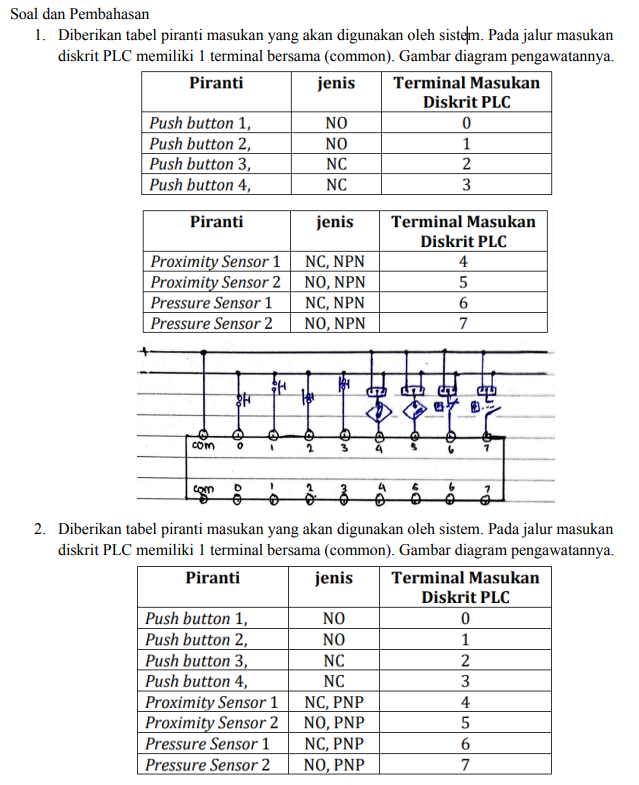 Soal dan Pembahasan
1. Diberikan tabel piranti masukan yang akan digunakan oleh sistem. Pada jalur masukan
diskrit PLC memiliki 1 terminal bersama (common). Gambar diagram pengawatannya.
Piranti jenis Terminal Masukan
Diskrit PLC
Push button 1, NO 0
Push button 2, NO 1
Push button 3, NC 2
Push button 4, NC 3
Piranti jenis Terminal Masukan
Diskrit PLC
Proximity Sensor 1 NC, NPN 4
Proximity Sensor 2 NO, NPN 5
Pressure Sensor 1 NC, NPN 6
Pressure Sensor 2 NO, NPN 7
+
com 0 1 2 3 4 5 6 7
com 0 1 2 3 4 5 6 7
2. Diberikan tabel piranti masukan yang akan digunakan oleh sistem. Pada jalur masukan
diskrit PLC memiliki 1 terminal bersama (common). Gambar diagram pengawatannya.
Piranti jenis Terminal Masukan
Diskrit PLC
Push button 1, NO 0
Push button 2, NO 1
Push button 3, NC 2
Push button 4, NC 3
Proximity Sensor 1 NC, PNP 4
Proximity Sensor 2 NO, PNP 5
Pressure Sensor 1 NC, PNP 6
Pressure Sensor 2 NO, PNP 7